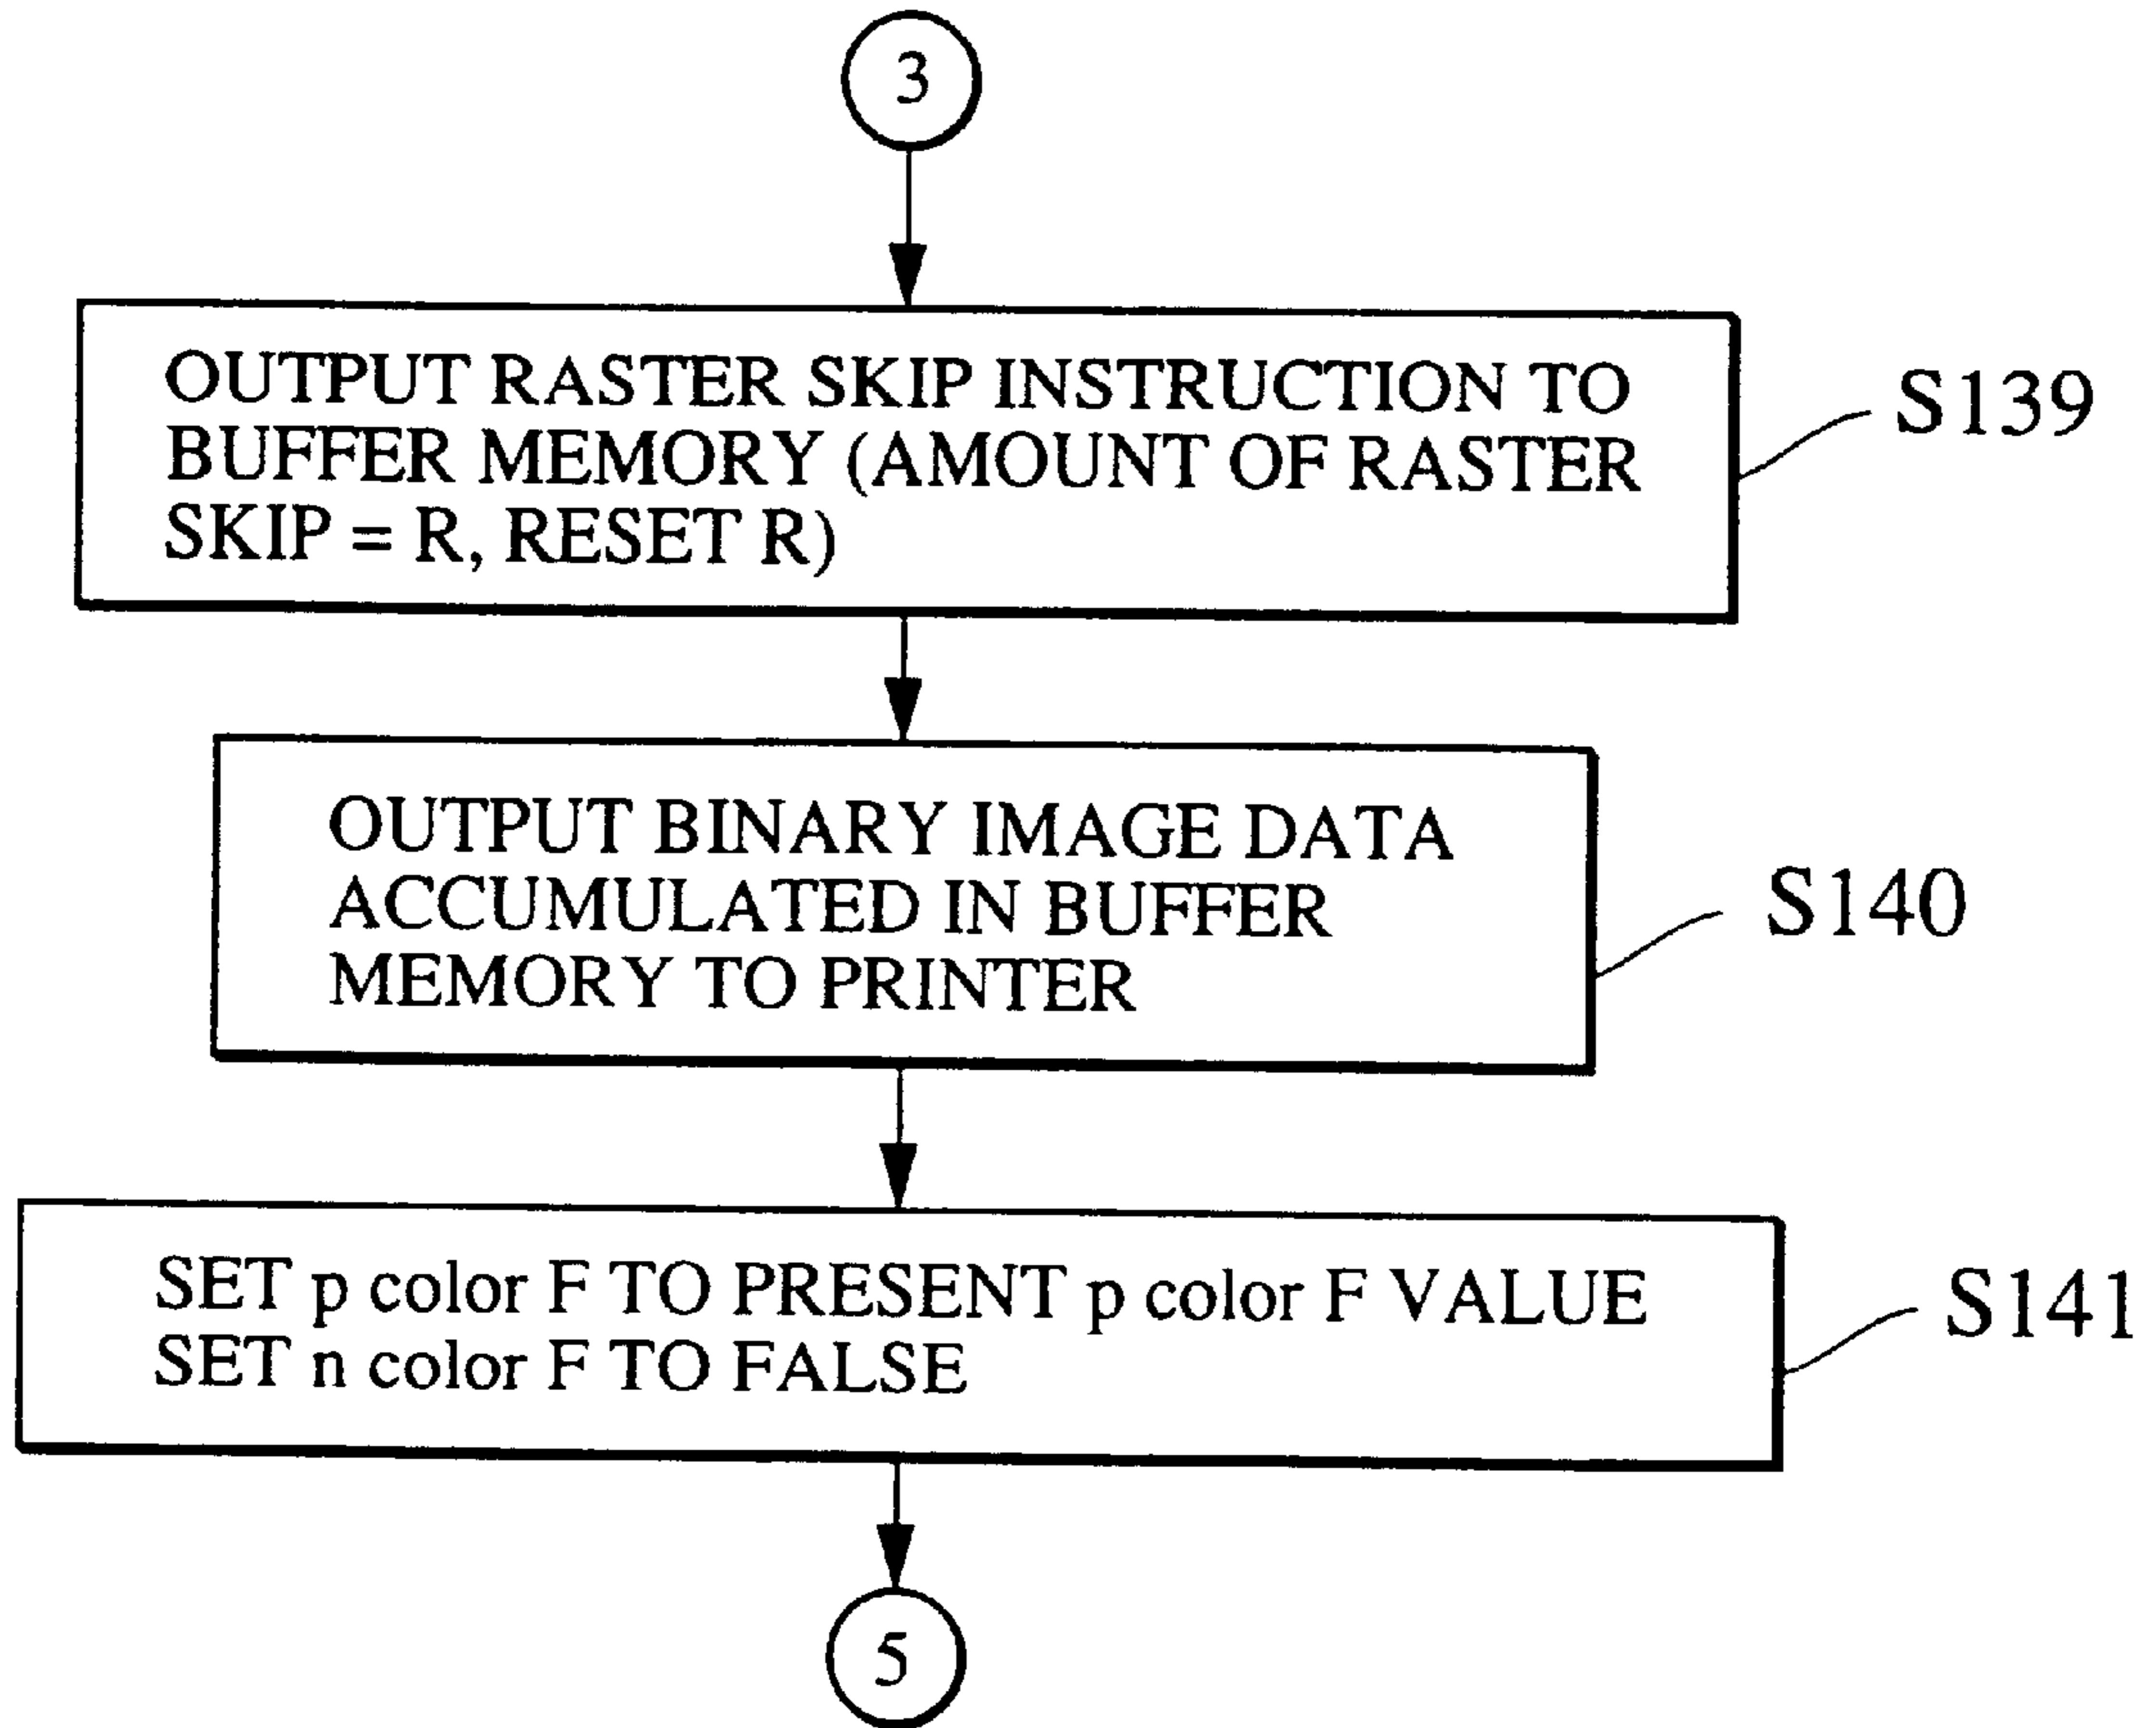 3
OUTPUT RASTER SKIP INSTRUCTION TO
BUFFER MEMORY (AMOUNT OF RASTER
SKIP = R, RESET R)
S139
OUTPUT BINARY IMAGE DATA
ACCUMULATED IN BUFFER
MEMORY TO PRINTER
S140
SET p color F TO PRESENT p color F VALUE
SET n color F TO FALSE
S141
5